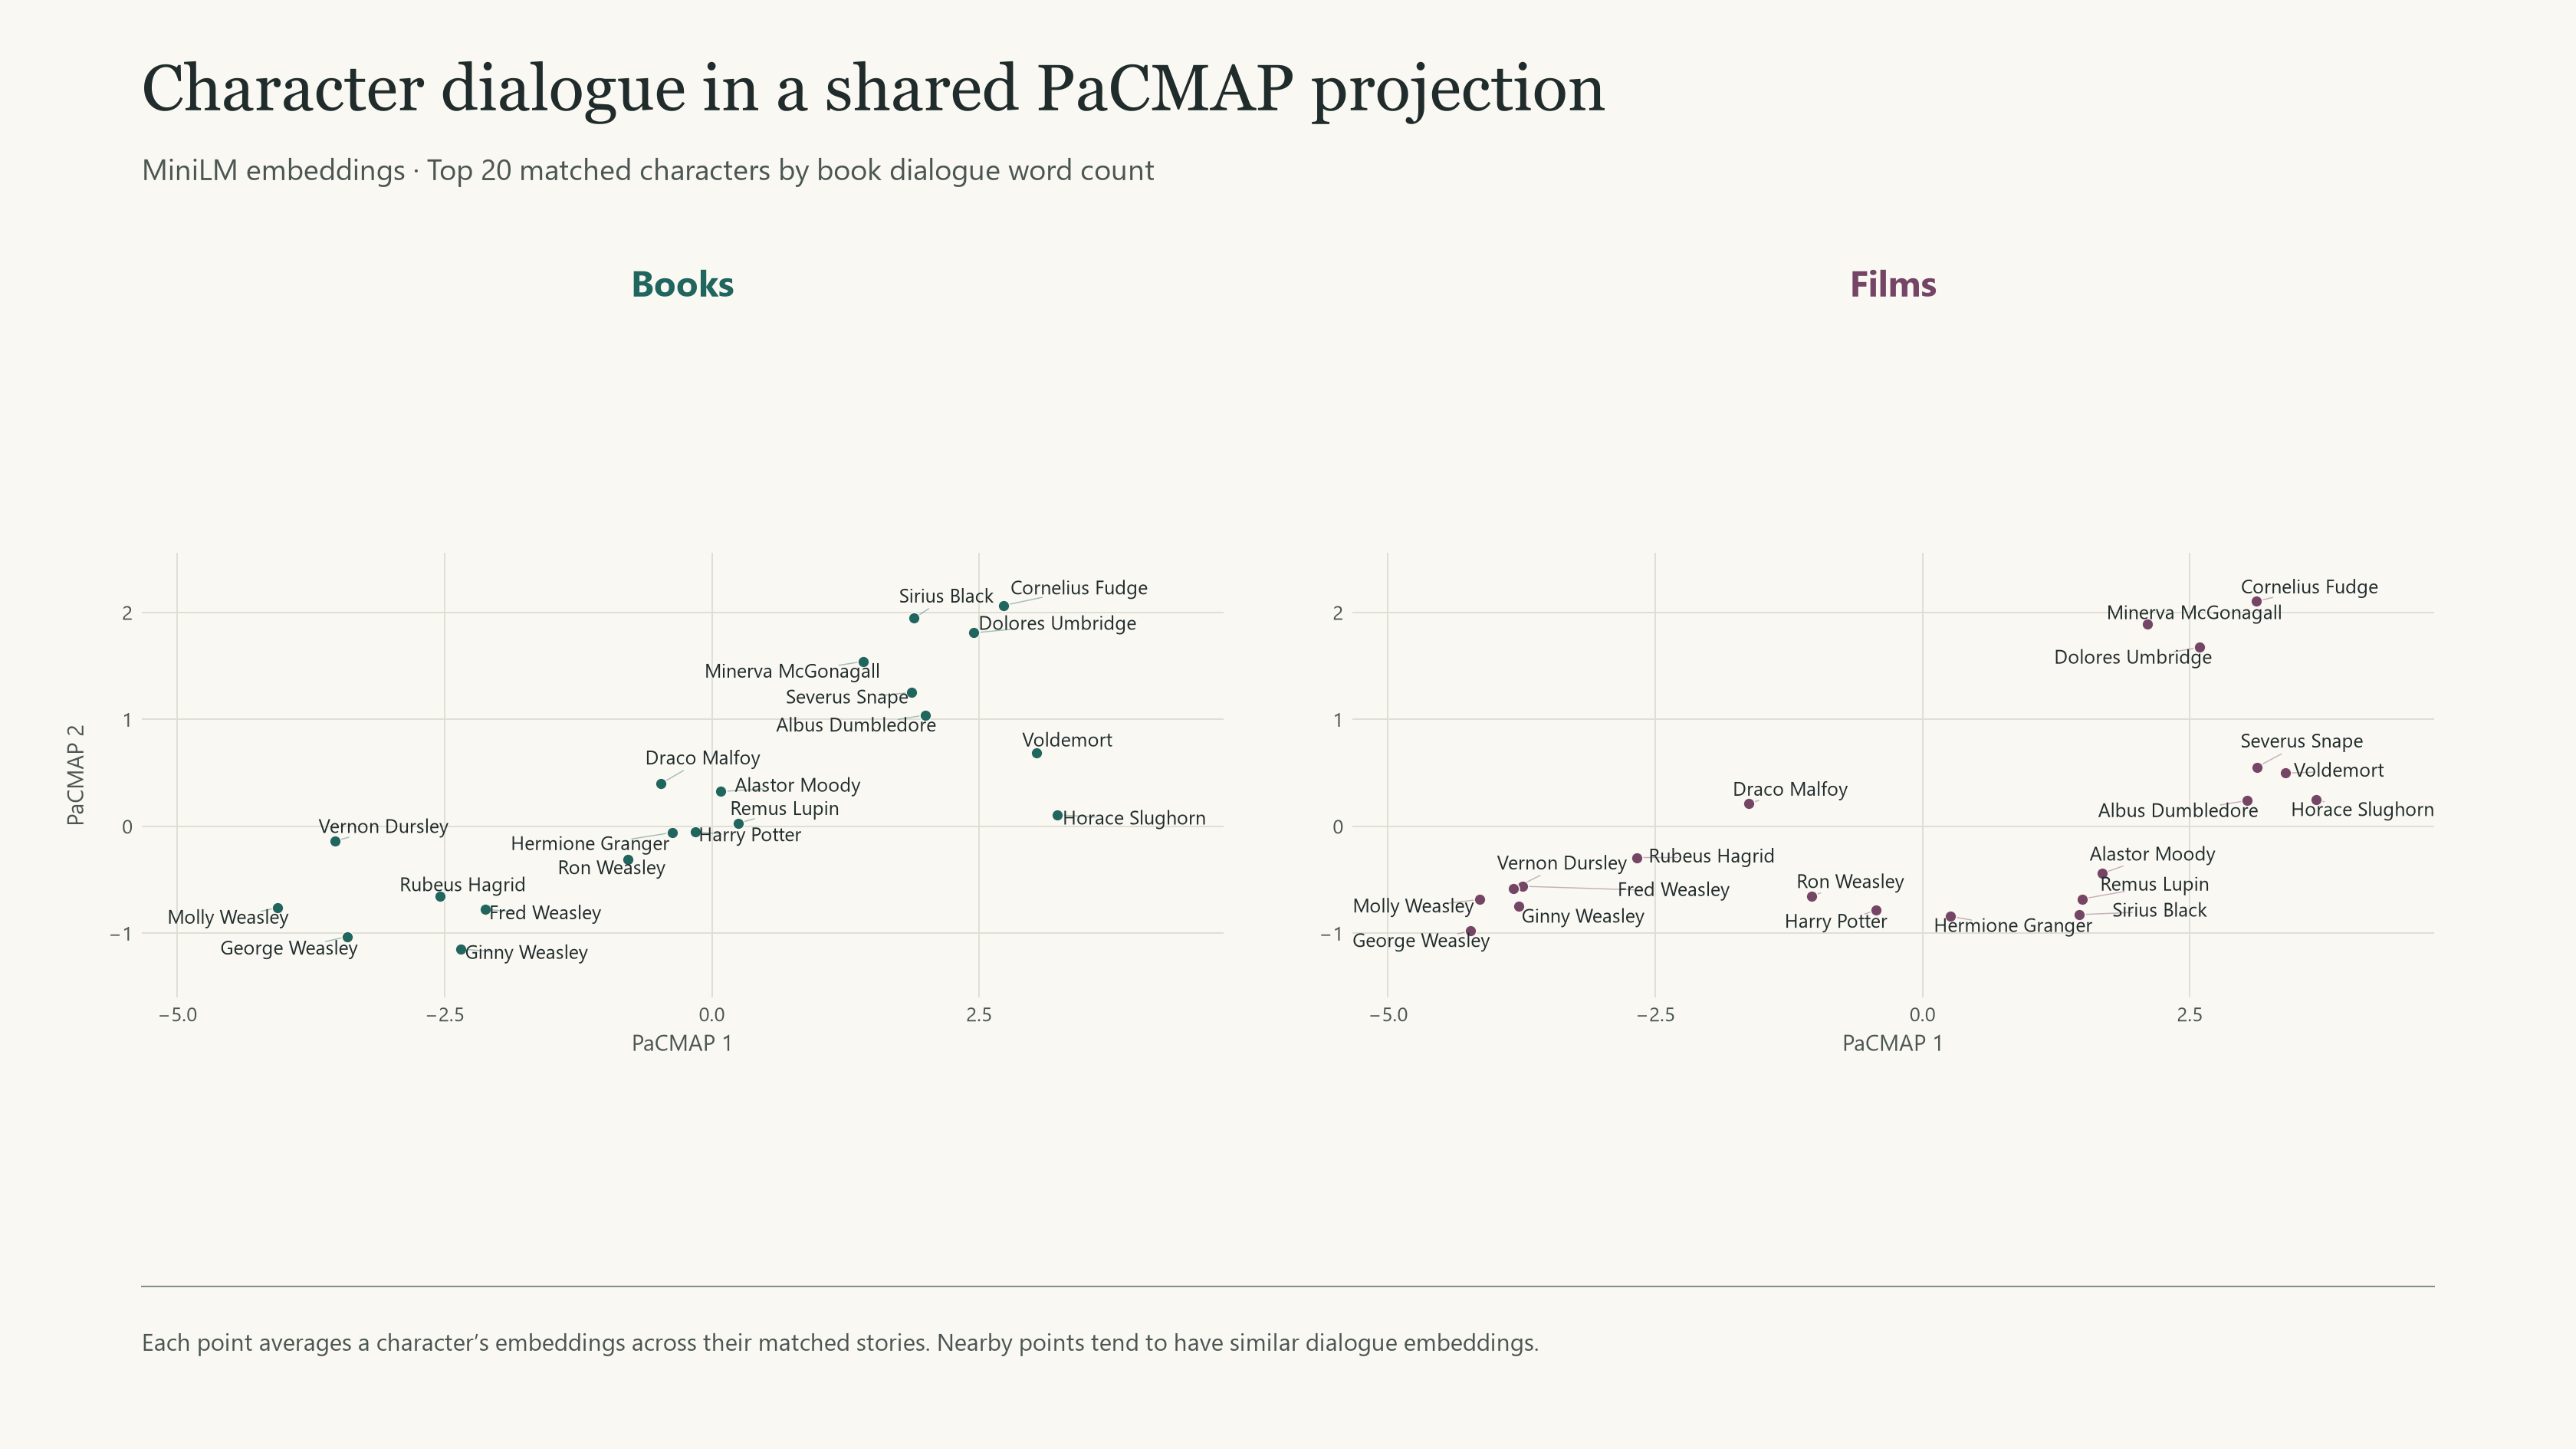 Character dialogue in a shared PaCMAP projection
MiniLM embeddings · Top 20 matched characters by book dialogue word count
Books
Sirius Black
Cornelius Fudge
2
Dolores Umbridge
Minerva McGonagall
Severus Snape
1
Albus Dumbledore
Voldemort
Draco Malfoy
Alastor Moody
Remus Lupin
Horace Slughorn
Vernon Dursley
0
Harry Potter
Hermione Granger
Ron Weasley
Rubeus Hagrid
Fred Weasley
Molly Weasley
−1
George Weasley
Ginny Weasley
−5.0
−2.5
0.0
2.5
PaCMAP 1
PaCMAP 2
Films
Cornelius Fudge
2
Minerva McGonagall
Dolores Umbridge
1
Severus Snape
Voldemort
Draco Malfoy
Albus Dumbledore
Horace Slughorn
0
Alastor Moody
Rubeus Hagrid
Vernon Dursley
Ron Weasley
Remus Lupin
Fred Weasley
Molly Weasley
Sirius Black
Ginny Weasley
Harry Potter
Hermione Granger
−1
George Weasley
−5.0
−2.5
0.0
2.5
PaCMAP 1
Each point averages a character’s embeddings across their matched stories. Nearby points tend to have similar dialogue embeddings.